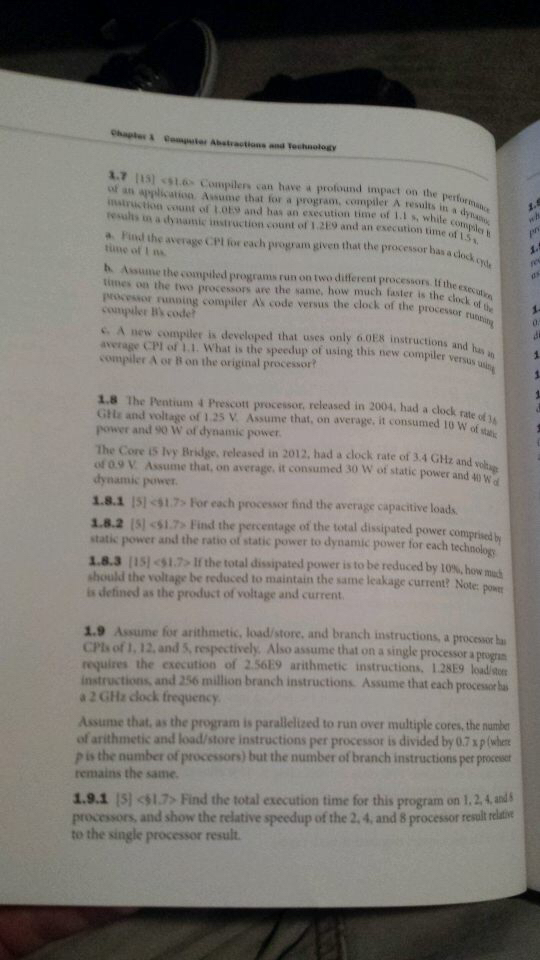 Chapter 1 Computer Abstractions and Technology
1.7 [15] <§1.6> Compilers can have a profound impact on the performance
of an application. Assume that for a program, compiler A results in a dynamic
instruction count of 1.0E9 and has an execution time of 1.1 s, while compiler B
results in a dynamic instruction count of 1.2E9 and an execution time of 1.5 s.
a. Find the average CPI for each program given that the processor has a clock cycle
time of 1 ns.
b. Assume the compiled programs run on two different processors. If the execution
times on the two processors are the same, how much faster is the clock of the
processor running compiler A's code versus the clock of the processor running
compiler B's code?
c. A new compiler is developed that uses only 6.0E8 instructions and has an
average CPI of 1.1. What is the speedup of using this new compiler versus using
compiler A or B on the original processor?
1.8 The Pentium 4 Prescott processor, released in 2004, had a clock rate of 3.6
GHz and voltage of 1.25 V. Assume that, on average, it consumed 10 W of static
power and 90 W of dynamic power.
The Core i5 Ivy Bridge, released in 2012, had a clock rate of 3.4 GHz and voltage
of 0.9 V. Assume that, on average, it consumed 30 W of static power and 40 W of
dynamic power.
1.8.1 [5] <§1.7> For each processor find the average capacitive loads.
1.8.2 [5] <§1.7> Find the percentage of the total dissipated power comprised by
static power and the ratio of static power to dynamic power for each technology.
1.8.3 [15] <§1.7> If the total dissipated power is to be reduced by 10%, how much
should the voltage be reduced to maintain the same leakage current? Note: power
is defined as the product of voltage and current.
1.9 Assume for arithmetic, load/store, and branch instructions, a processor has
CPIs of 1, 12, and 5, respectively. Also assume that on a single processor a program
requires the execution of 2.56E9 arithmetic instructions, 1.28E9 load/store
instructions, and 256 million branch instructions. Assume that each processor has
a 2 GHz clock frequency.
Assume that, as the program is parallelized to run over multiple cores, the number
of arithmetic and load/store instructions per processor is divided by 0.7 x p (where
p is the number of processors) but the number of branch instructions per processor
remains the same.
1.9.1 [5] <§1.7> Find the total execution time for this program on 1, 2, 4, and 8
processors, and show the relative speedup of the 2, 4, and 8 processor result relative
to the single processor result.